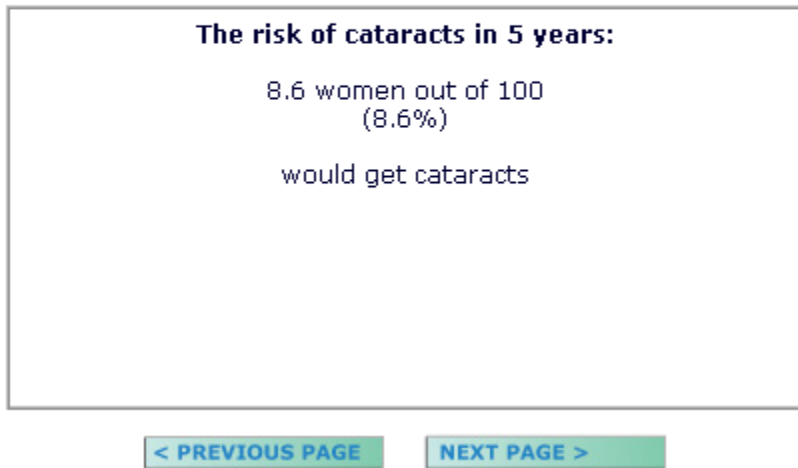 The risk of cataracts in 5 years:
8.6 women out of 100
(8.6%)
would get cataracts
< PREVIOUS PAGE
NEXT PAGE >